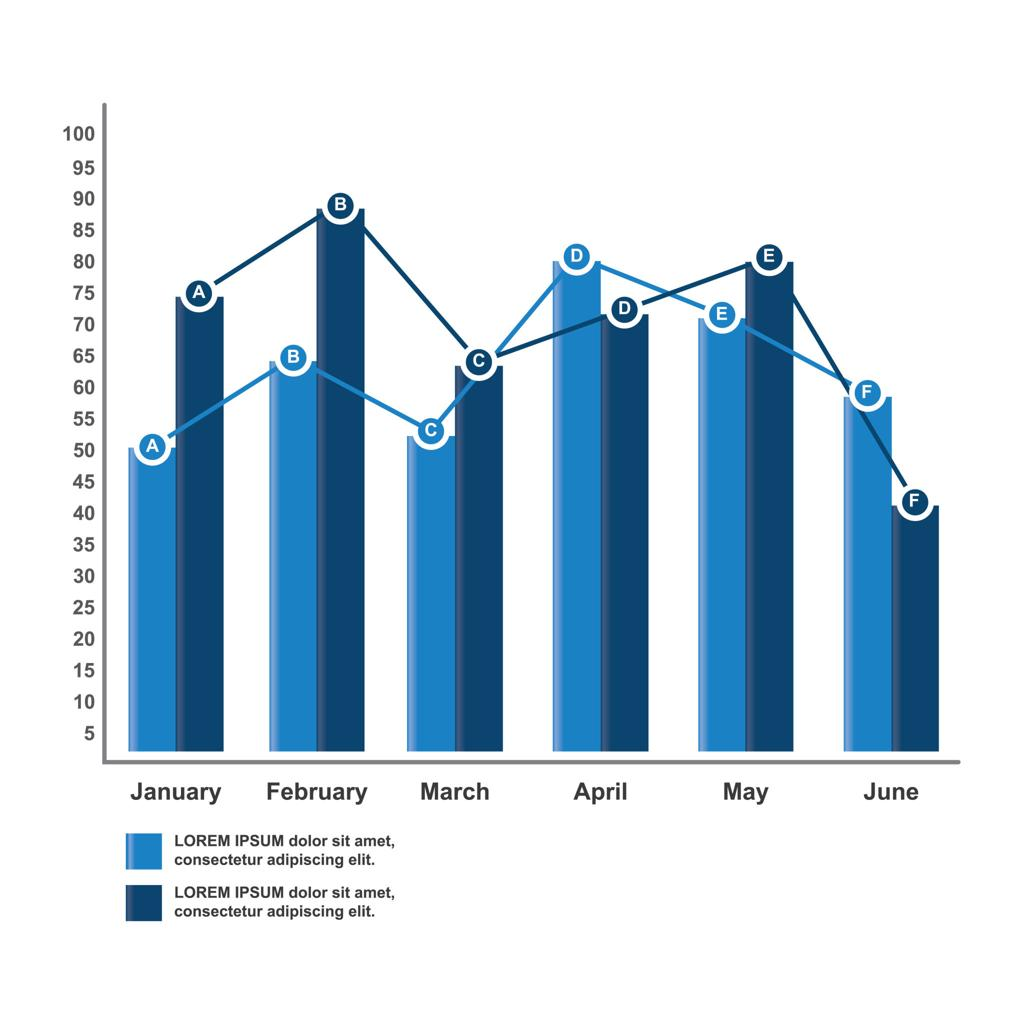 100
95
90
85
80
75
70
65
60
55
50
45
40
35
30
25
20
15
10
5
A
B
C
D
E
F
A
B
C
D
E
F
January February March April May June
LOREM IPSUM dolor sit amet,
consectetur adipiscing elit.
LOREM IPSUM dolor sit amet,
consectetur adipiscing elit.